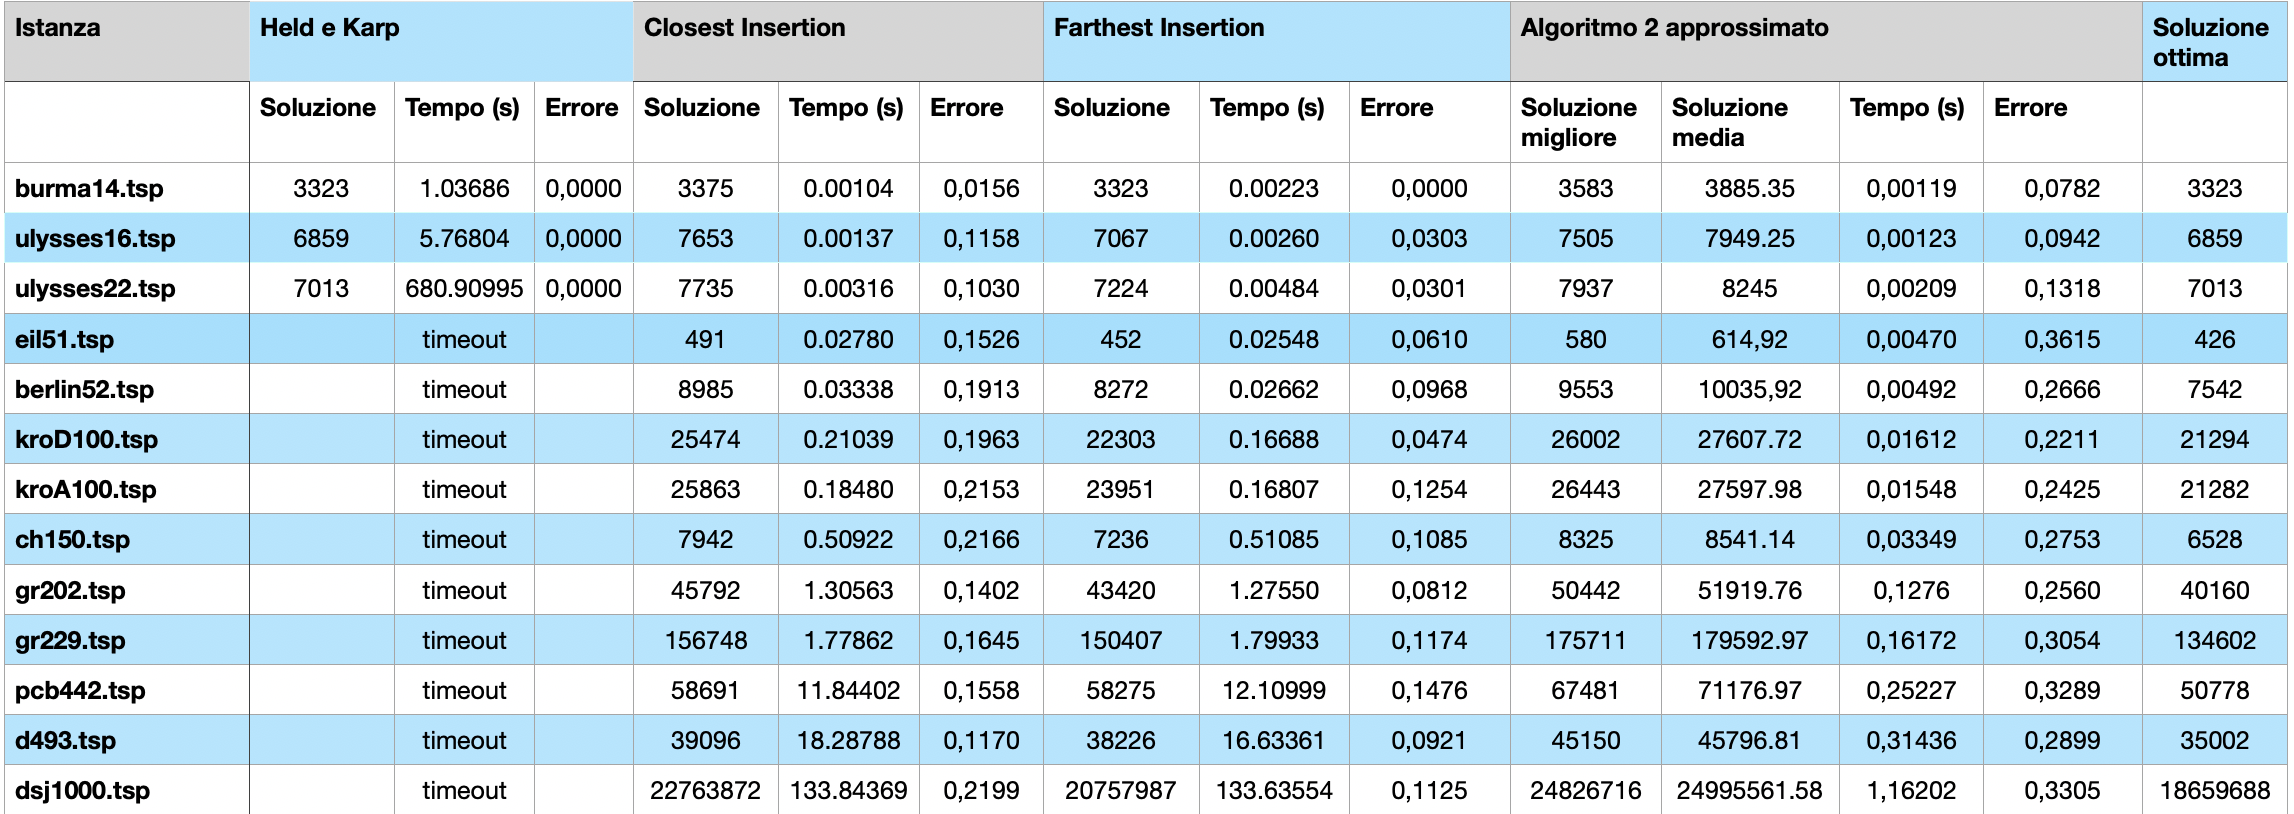 Istanza Held e Karp Closest Insertion Farthest Insertion Algoritmo 2 approssimato Soluzione
ottima
Soluzione Tempo (s) Errore Soluzione Tempo (s) Errore Soluzione Tempo (s) Errore Soluzione Soluzione Tempo (s) Errore
migliore media
burma14.tsp 3323 1.03686 0,0000 3375 0.00104 0,0156 3323 0.00223 0,0000 3583 3885.35 0,00119 0,0782 3323
ulysses16.tsp 6859 5.76804 0,0000 7653 0.00137 0,1158 7067 0.00260 0,0303 7505 7949.25 0,00123 0,0942 6859
ulysses22.tsp 7013 680.90995 0,0000 7735 0.00316 0,1030 7224 0.00484 0,0301 7937 8245 0,00209 0,1318 7013
eil51.tsp timeout 491 0.02780 0,1526 452 0.02548 0,0610 580 614,92 0,00470 0,3615 426
berlin52.tsp timeout 8985 0.03338 0,1913 8272 0.02662 0,0968 9553 10035,92 0,00492 0,2666 7542
kroD100.tsp timeout 25474 0.21039 0,1963 22303 0.16688 0,0474 26002 27607.72 0,01612 0,2211 21294
kroA100.tsp timeout 25863 0.18480 0,2153 23951 0.16807 0,1254 26443 27597.98 0,01548 0,2425 21282
ch150.tsp timeout 7942 0.50922 0,2166 7236 0.51085 0,1085 8325 8541.14 0,03349 0,2753 6528
gr202.tsp timeout 45792 1.30563 0,1402 43420 1.27550 0,0812 50442 51919.76 0,1276 0,2560 40160
gr229.tsp timeout 156748 1.77862 0,1645 150407 1.79933 0,1174 175711 179592.97 0,16172 0,3054 134602
pcb442.tsp timeout 58691 11.84402 0,1558 58275 12.10999 0,1476 67481 71176.97 0,25227 0,3289 50778
d493.tsp timeout 39096 18.28788 0,1170 38226 16.63361 0,0921 45150 45796.81 0,31436 0,2899 35002
dsj1000.tsp timeout 22763872 133.84369 0,2199 20757987 133.63554 0,1125 24826716 24995561.58 1,16202 0,3305 18659688